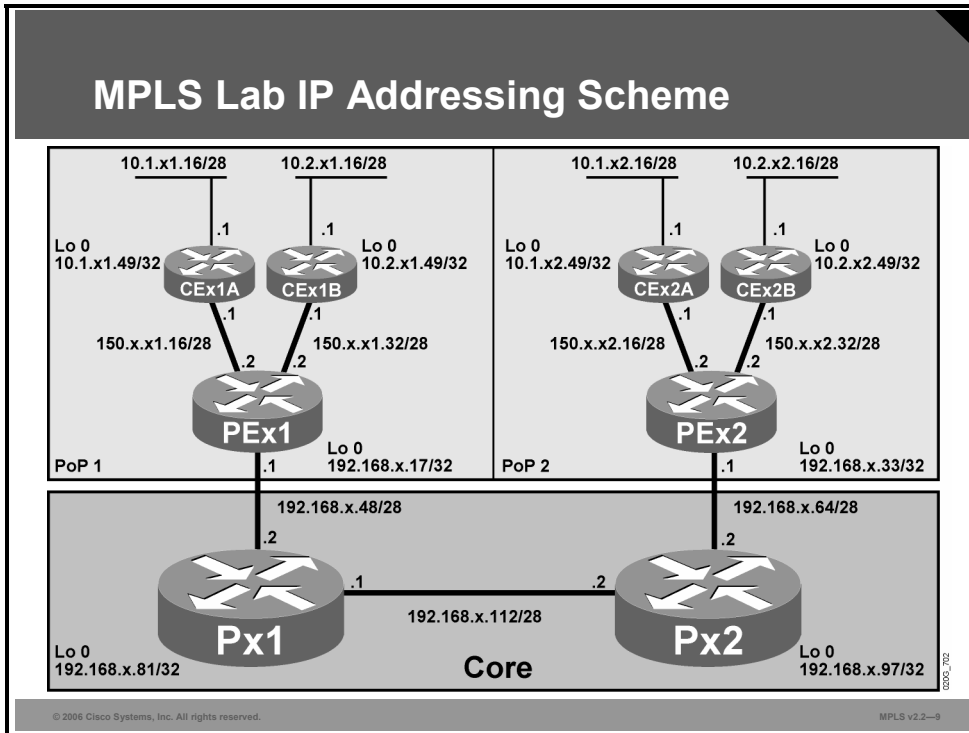 MPLS Lab IP Addressing Scheme
10.1.x1.16/28
10.2.x1.16/28
10.1.x2.16/28
10.2.x2.16/28
.1
.1
.1
.1
Lo 0
10.1.x1.49/32
Lo 0
10.2.x1.49/32
Lo 0
10.1.x2.49/32
Lo 0
10.2.x2.49/32
CEx1A
CEx1B
CEx2A
CEx2B
.1
.1
.1
.1
150.x.x1.16/28
150.x.x1.32/28
150.x.x2.16/28
150.x.x2.32/28
.2
.2
.2
.2
PEx1
PEx2
PoP 1
.1
Lo 0
192.168.x.17/32
PoP 2
.1
Lo 0
192.168.x.33/32
192.168.x.48/28
192.168.x.64/28
.2
.2
.1
.2
192.168.x.112/28
Px1
Px2
Lo 0
192.168.x.81/32
Core
Lo 0
192.168.x.97/32
020G_702
© 2006 Cisco Systems, Inc. All rights reserved.
MPLS v2.2—9